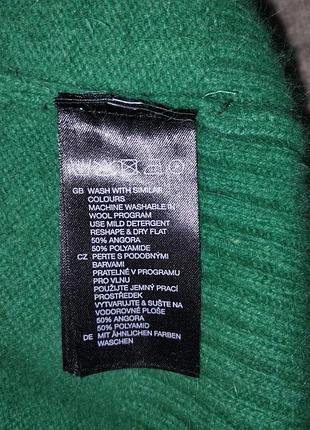 GB WASH WITH SIMILAR
COLOURS
MACHINE WASHABLE IN
WOOL PROGRAM
USE MILD DETERGENT
RESHAPE & DRY FLAT
50% ANGORA
50% POLYAMIDE
CZ PERTE S PODOBNÝMI
BARVAMI
PRATELNÉ V PROGRAMU
PRO VLNU
POUŽIJTE JEMNÝ PRACÍ
PROSTŘEDEK
VYTVARUJTE & SUŠTE NA
VODOROVNÉ PLOŠE
50% ANGORA
50% POLYAMID
DE MIT ÄHNLICHEN FARBEN
WASCHEN